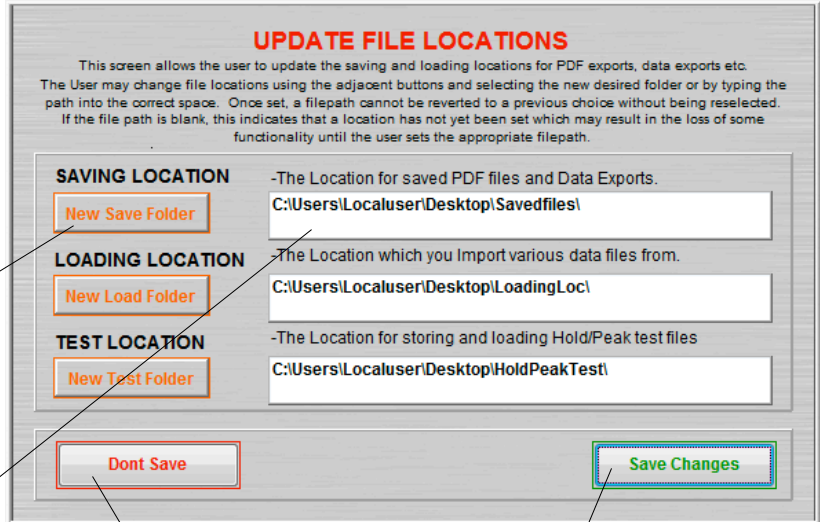 UPDATE FILE LOCATIONS
This screen allows the user to update the saving and loading locations for PDF exports, data exports etc.
The User may change file locations using the adjacent buttons and selecting the new desired folder or by typing the
path into the correct space. Once set, a filepath cannot be reverted to a previous choice without being reselected.
If the file path is blank, this indicates that a location has not yet been set which may result in the loss of some
functionality until the user sets the appropriate filepath.
SAVING LOCATION
-The Location for saved PDF files and Data Exports.
New Save Folder
C:\Users\Localuser\Desktop\Savedfiles\
LOADING LOCATION
-The Location which you Import various data files from.
New Load Folder
C:\Users\Localuser\Desktop\LoadingLoc\
TEST LOCATION
-The Location for storing and loading Hold/Peak test files
New Test Folder
C:\Users\Localuser\Desktop\HoldPeakTest\
Dont Save
Save Changes